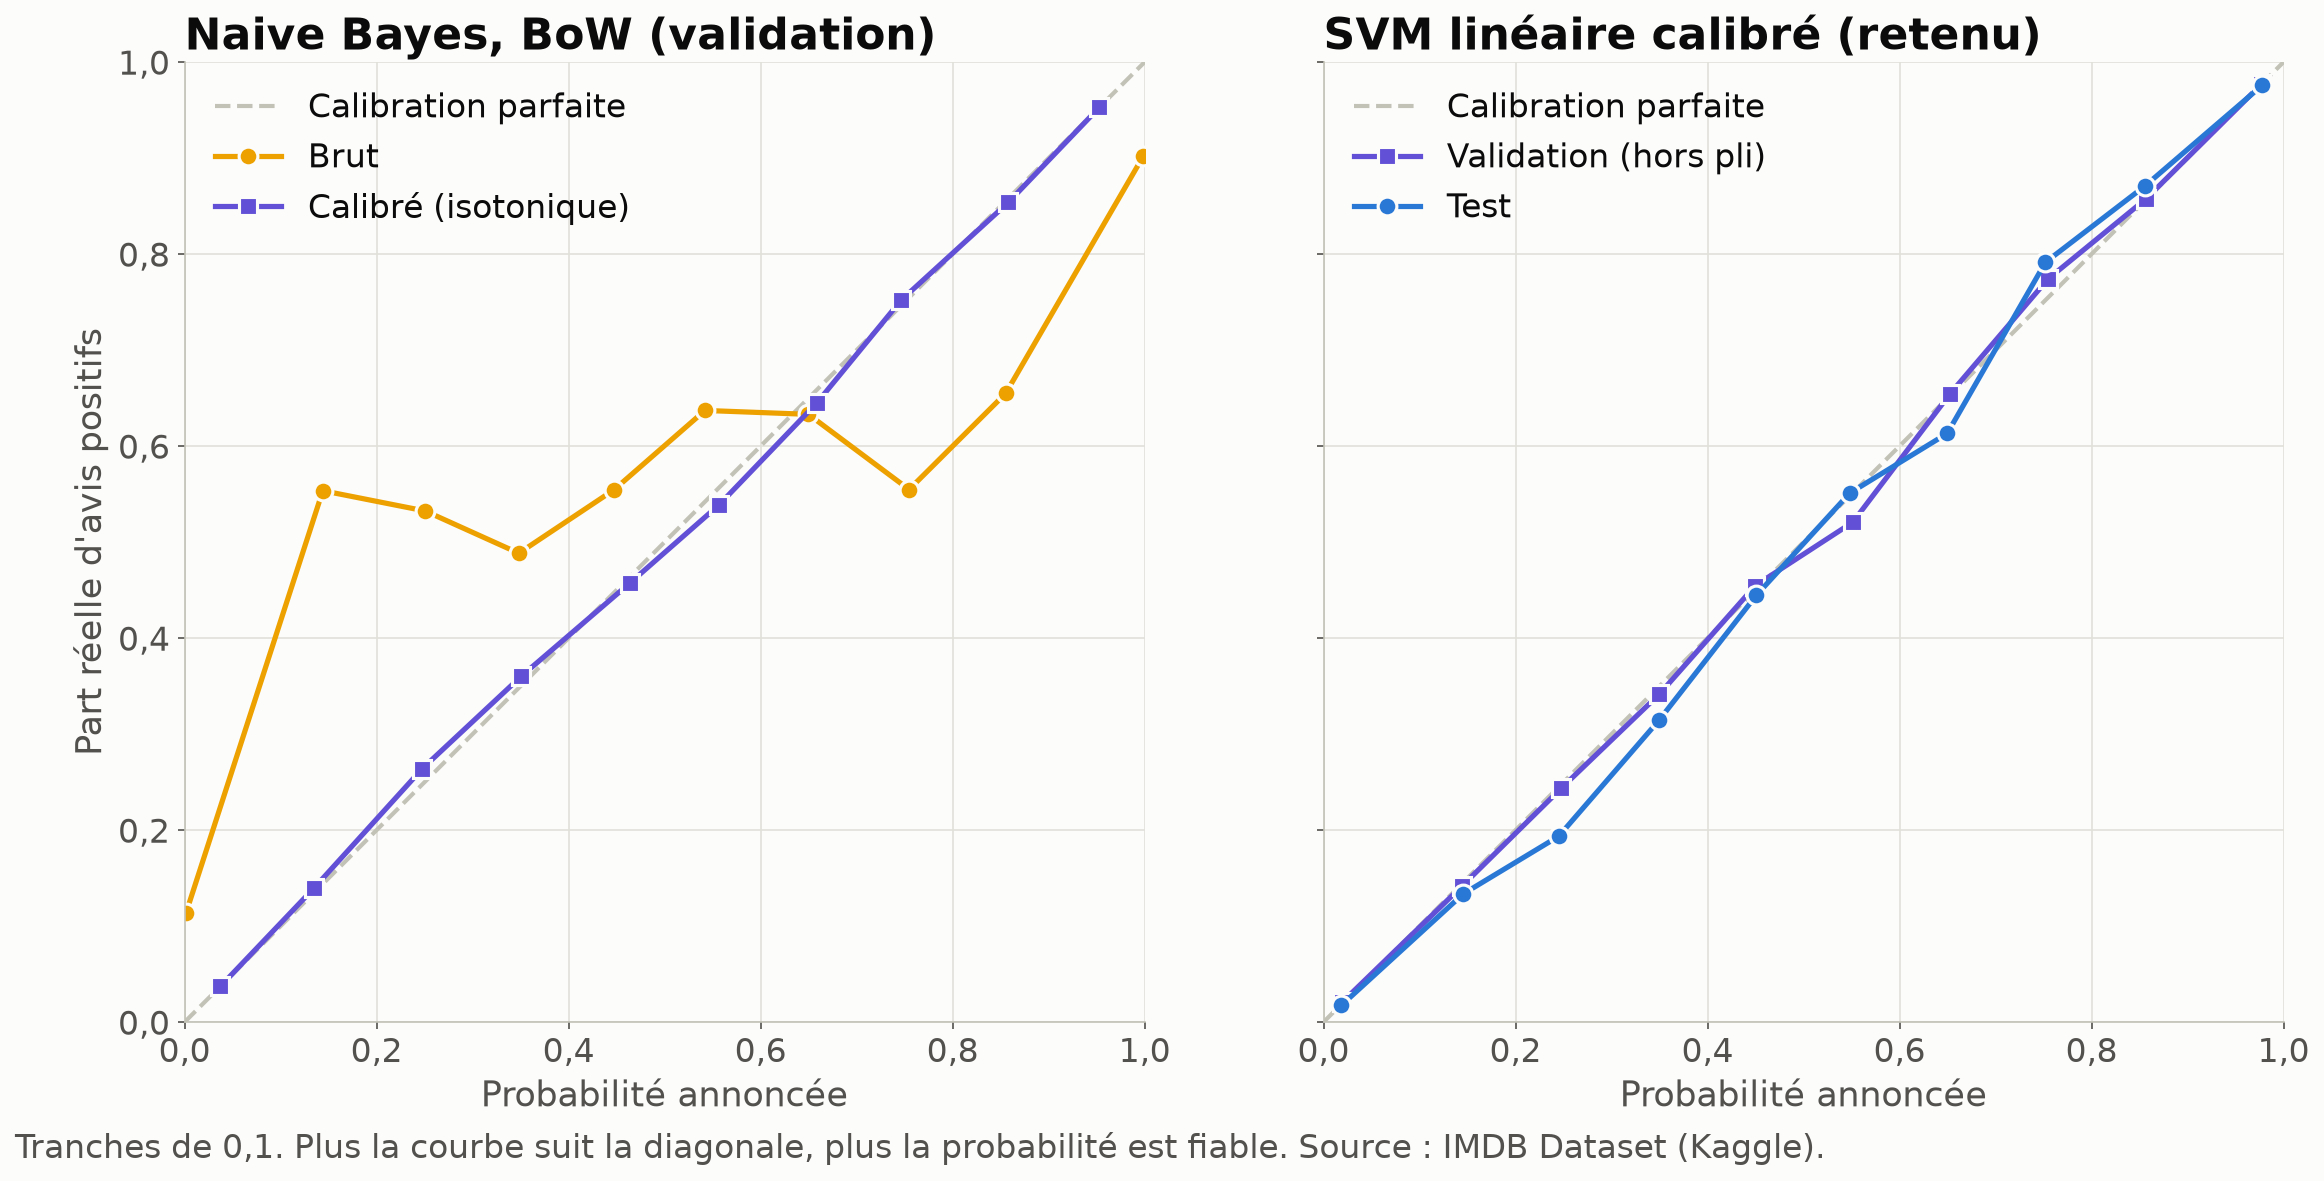 Naive Bayes, BoW (validation)
Calibration parfaite
Brut
Calibré (isotonique)
Part réelle d'avis positifs
1,0
0,8
0,6
0,4
0,2
0,0
0,0 0,2 0,4 0,6 0,8 1,0
Probabilité annoncée
SVM linéaire calibré (retenu)
Calibration parfaite
Validation (hors pli)
Test
0,0 0,2 0,4 0,6 0,8 1,0
Probabilité annoncée
Tranches de 0,1. Plus la courbe suit la diagonale, plus la probabilité est fiable. Source : IMDB Dataset (Kaggle).